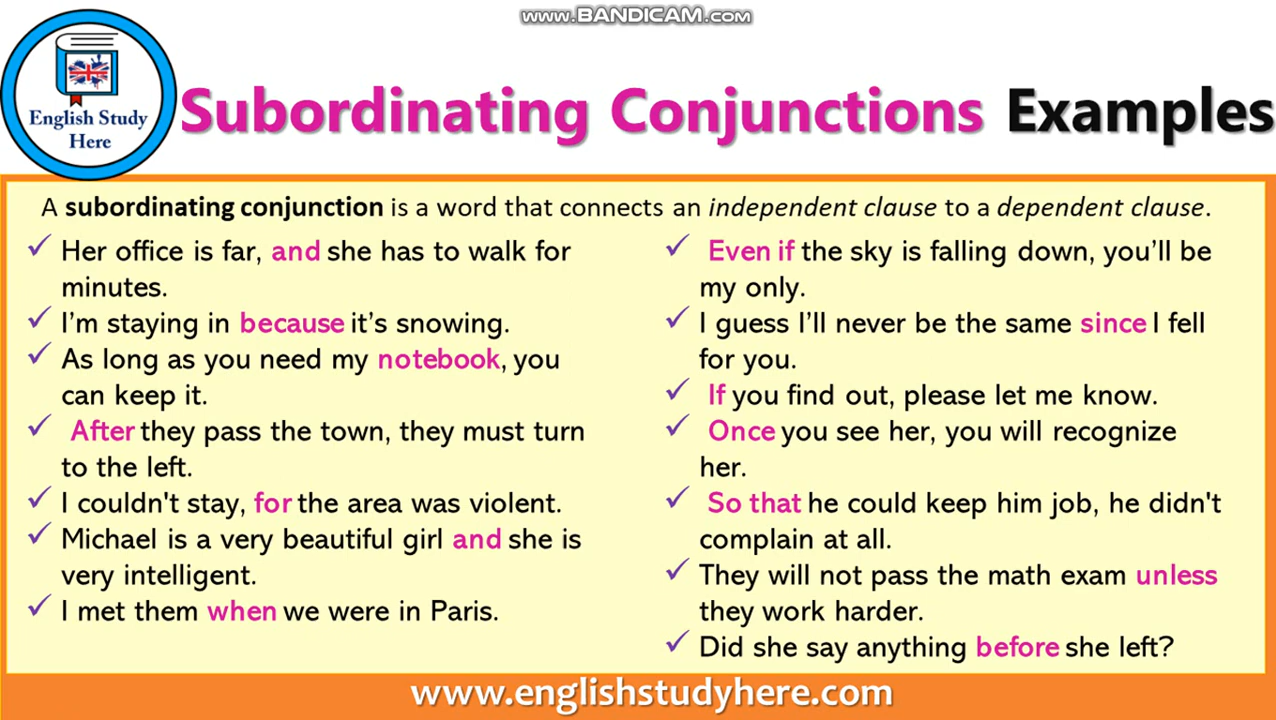 www.BANDICAM.com
English Study
Here
Subordinating Conjunctions Examples
A subordinating conjunction is a word that connects an independent clause to a dependent clause.
Her office is far, and she has to walk for
minutes.
I'm staying in because it's snowing.
As long as you need my notebook, you
can keep it.
After they pass the town, they must turn
to the left.
I couldn't stay, for the area was violent.
Michael is a very beautiful girl and she is
very intelligent.
I met them when we were in Paris.
Even if the sky is falling down, you'll be
my only.
I guess I'll never be the same since I fell
for you.
If you find out, please let me know.
Once you see her, you will recognize
her.
So that he could keep him job, he didn't
complain at all.
They will not pass the math exam unless
they work harder.
Did she say anything before she left?
www.englishstudyhere.com